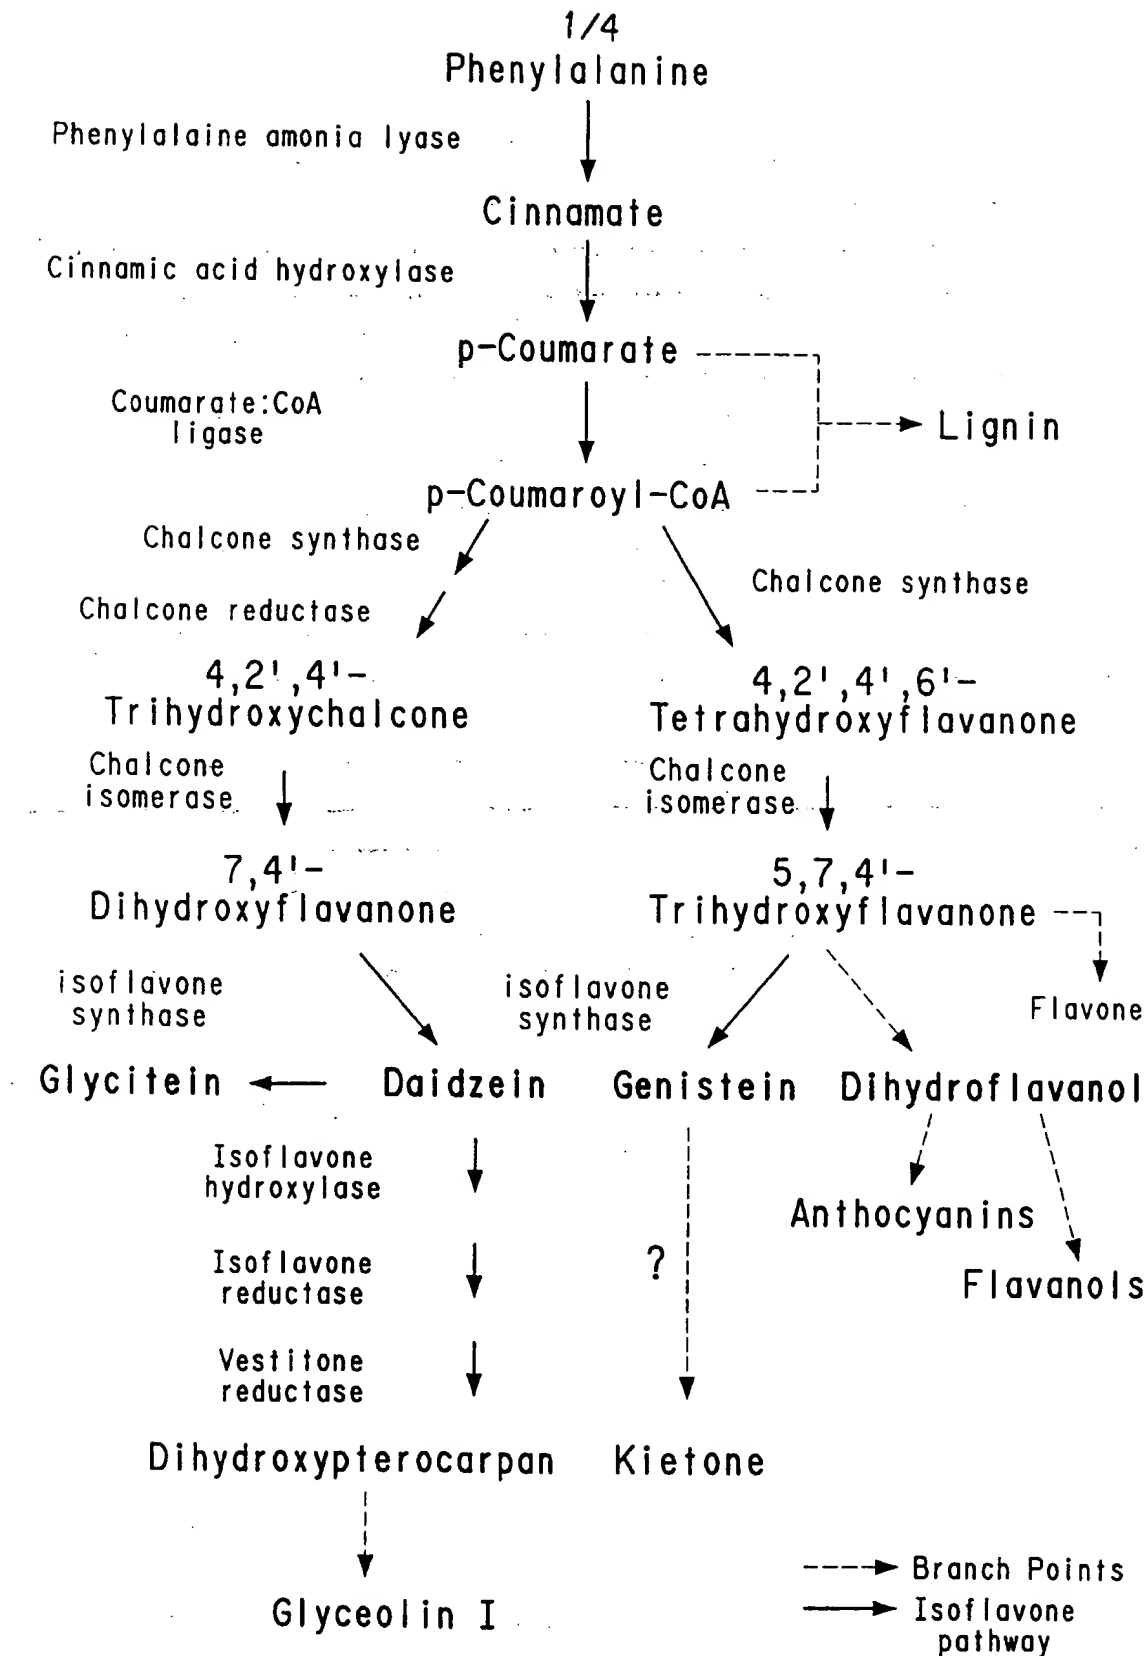 1/4
Phenylalanine
Phenylalaine amonia lyase
Cinnamate
Cinnamic acid hydroxylase
p-Coumarate
Coumarate:CoA
ligase
Lignin
p-Coumaroyl-CoA
Chalcone synthase
Chalcone synthase
Chalcone reductase
4,2',4'-
Trihydroxychalcone
4,2',4',6'-
Tetrahydroxyflavanone
Chalcone
isomerase
Chalcone
isomerase
7,4'-
Dihydroxyflavanone
5,7,4'-
Trihydroxyflavanone
isoflavone
synthase
isoflavone
synthase
Flavone
Glycitein
Daidzein
Genistein
Dihydroflavanol
Isoflavone
hydroxylase
Anthocyanins
Isoflavone
reductase
?
Flavanols
Vestitone
reductase
Dihydroxypterocarpan
Kietone
Glyceolin I
Branch Points
Isoflavone
pathway